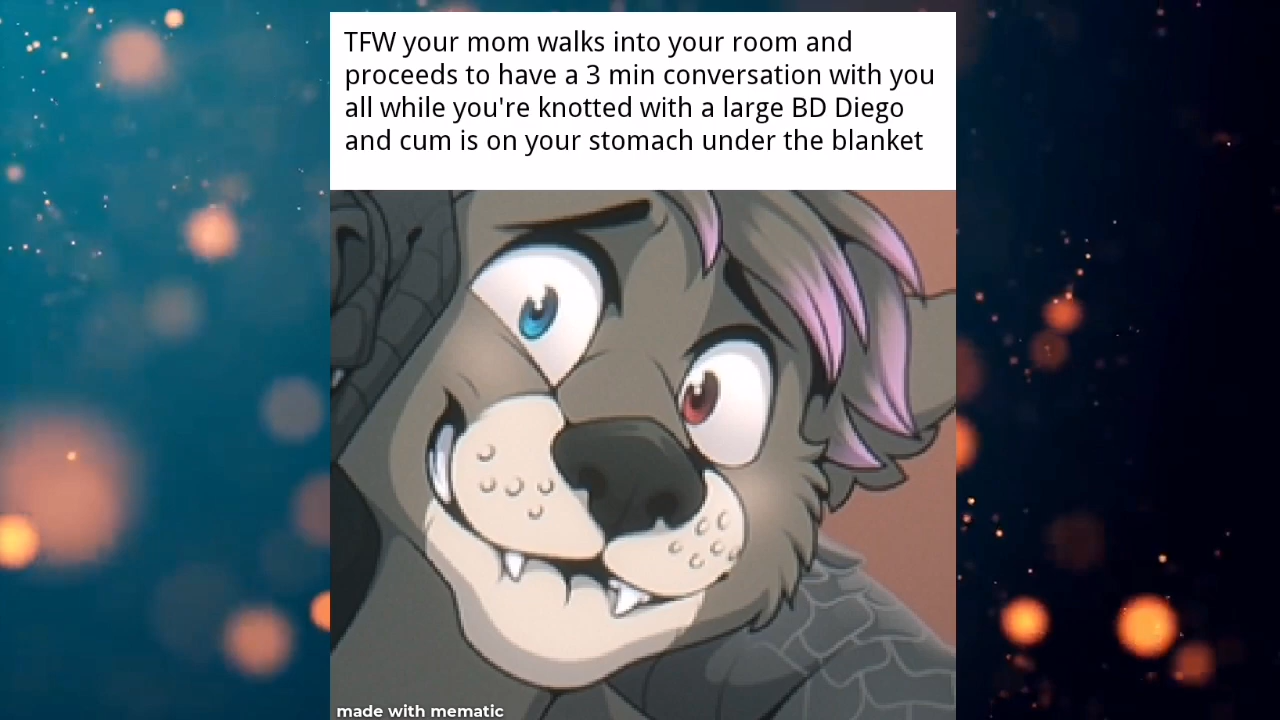 TFW your mom walks into your room and
proceeds to have a 3 min conversation with you
all while you're knotted with a large BD Diego
and cum is on your stomach under the blanket
made with mematic